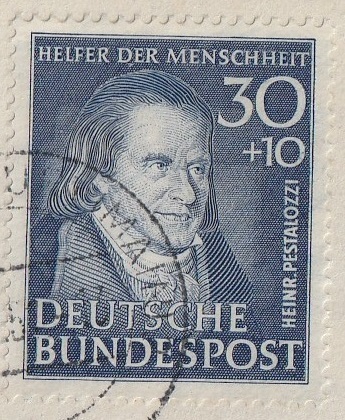 HELFER DER MENSCHHEIT
30
+10
HEINR. PESTALOZZI
DEUTSCHE
BUNDESPOST